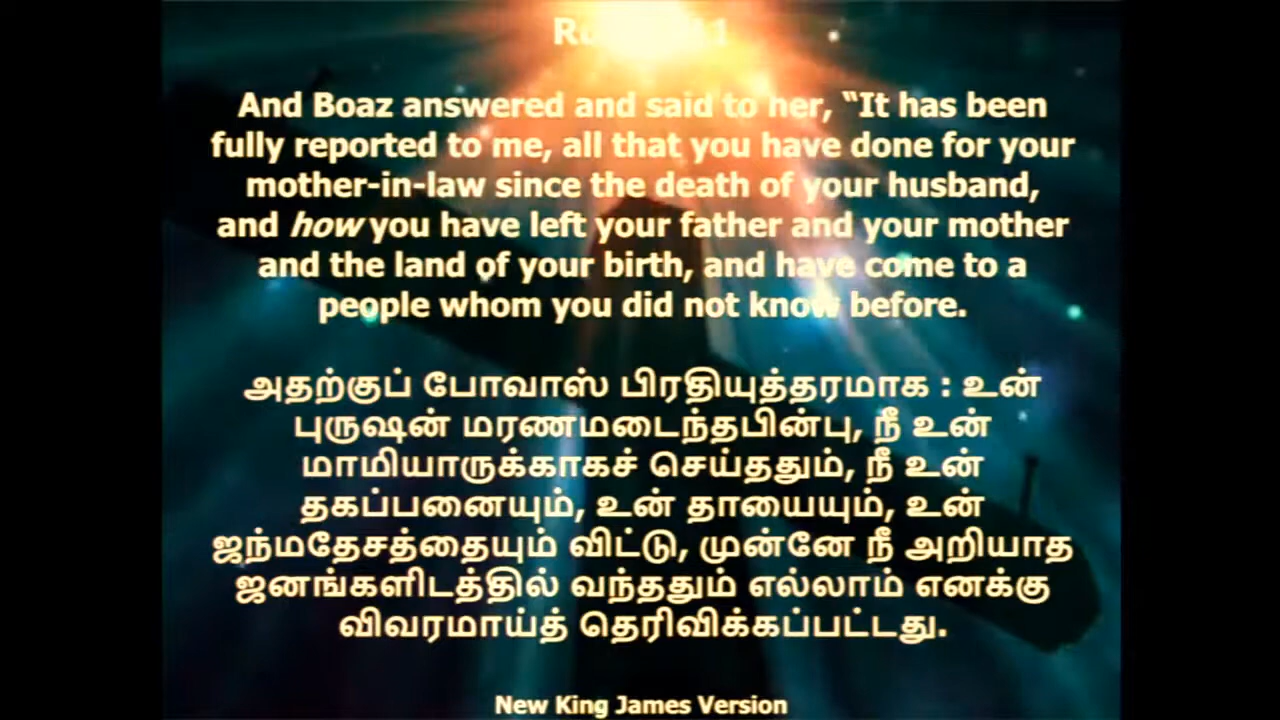 And Boaz answered and said to her, “It has been
fully reported to me, all that you have done for your
mother-in-law since the death of your husband,
and how you have left your father and your mother
and the land of your birth, and have come to a
people whom you did not know before.
அதற்குப் போவாஸ் பிரதியுத்தரமாக : உன்
புருஷன் மரணமடைந்தபின்பு, நீ உன்
மாமியாருக்காகச் செய்ததும், நீ உன்
தகப்பனையும், உன் தாயையும், உன்
ஜந்மதேசத்தையும் விட்டு, முன்னே நீ அறியாத
ஜனங்களிடத்தில் வந்ததும் எல்லாம் எனக்கு
விவரமாய்த் தெரிவிக்கப்பட்டது.
New King James Version